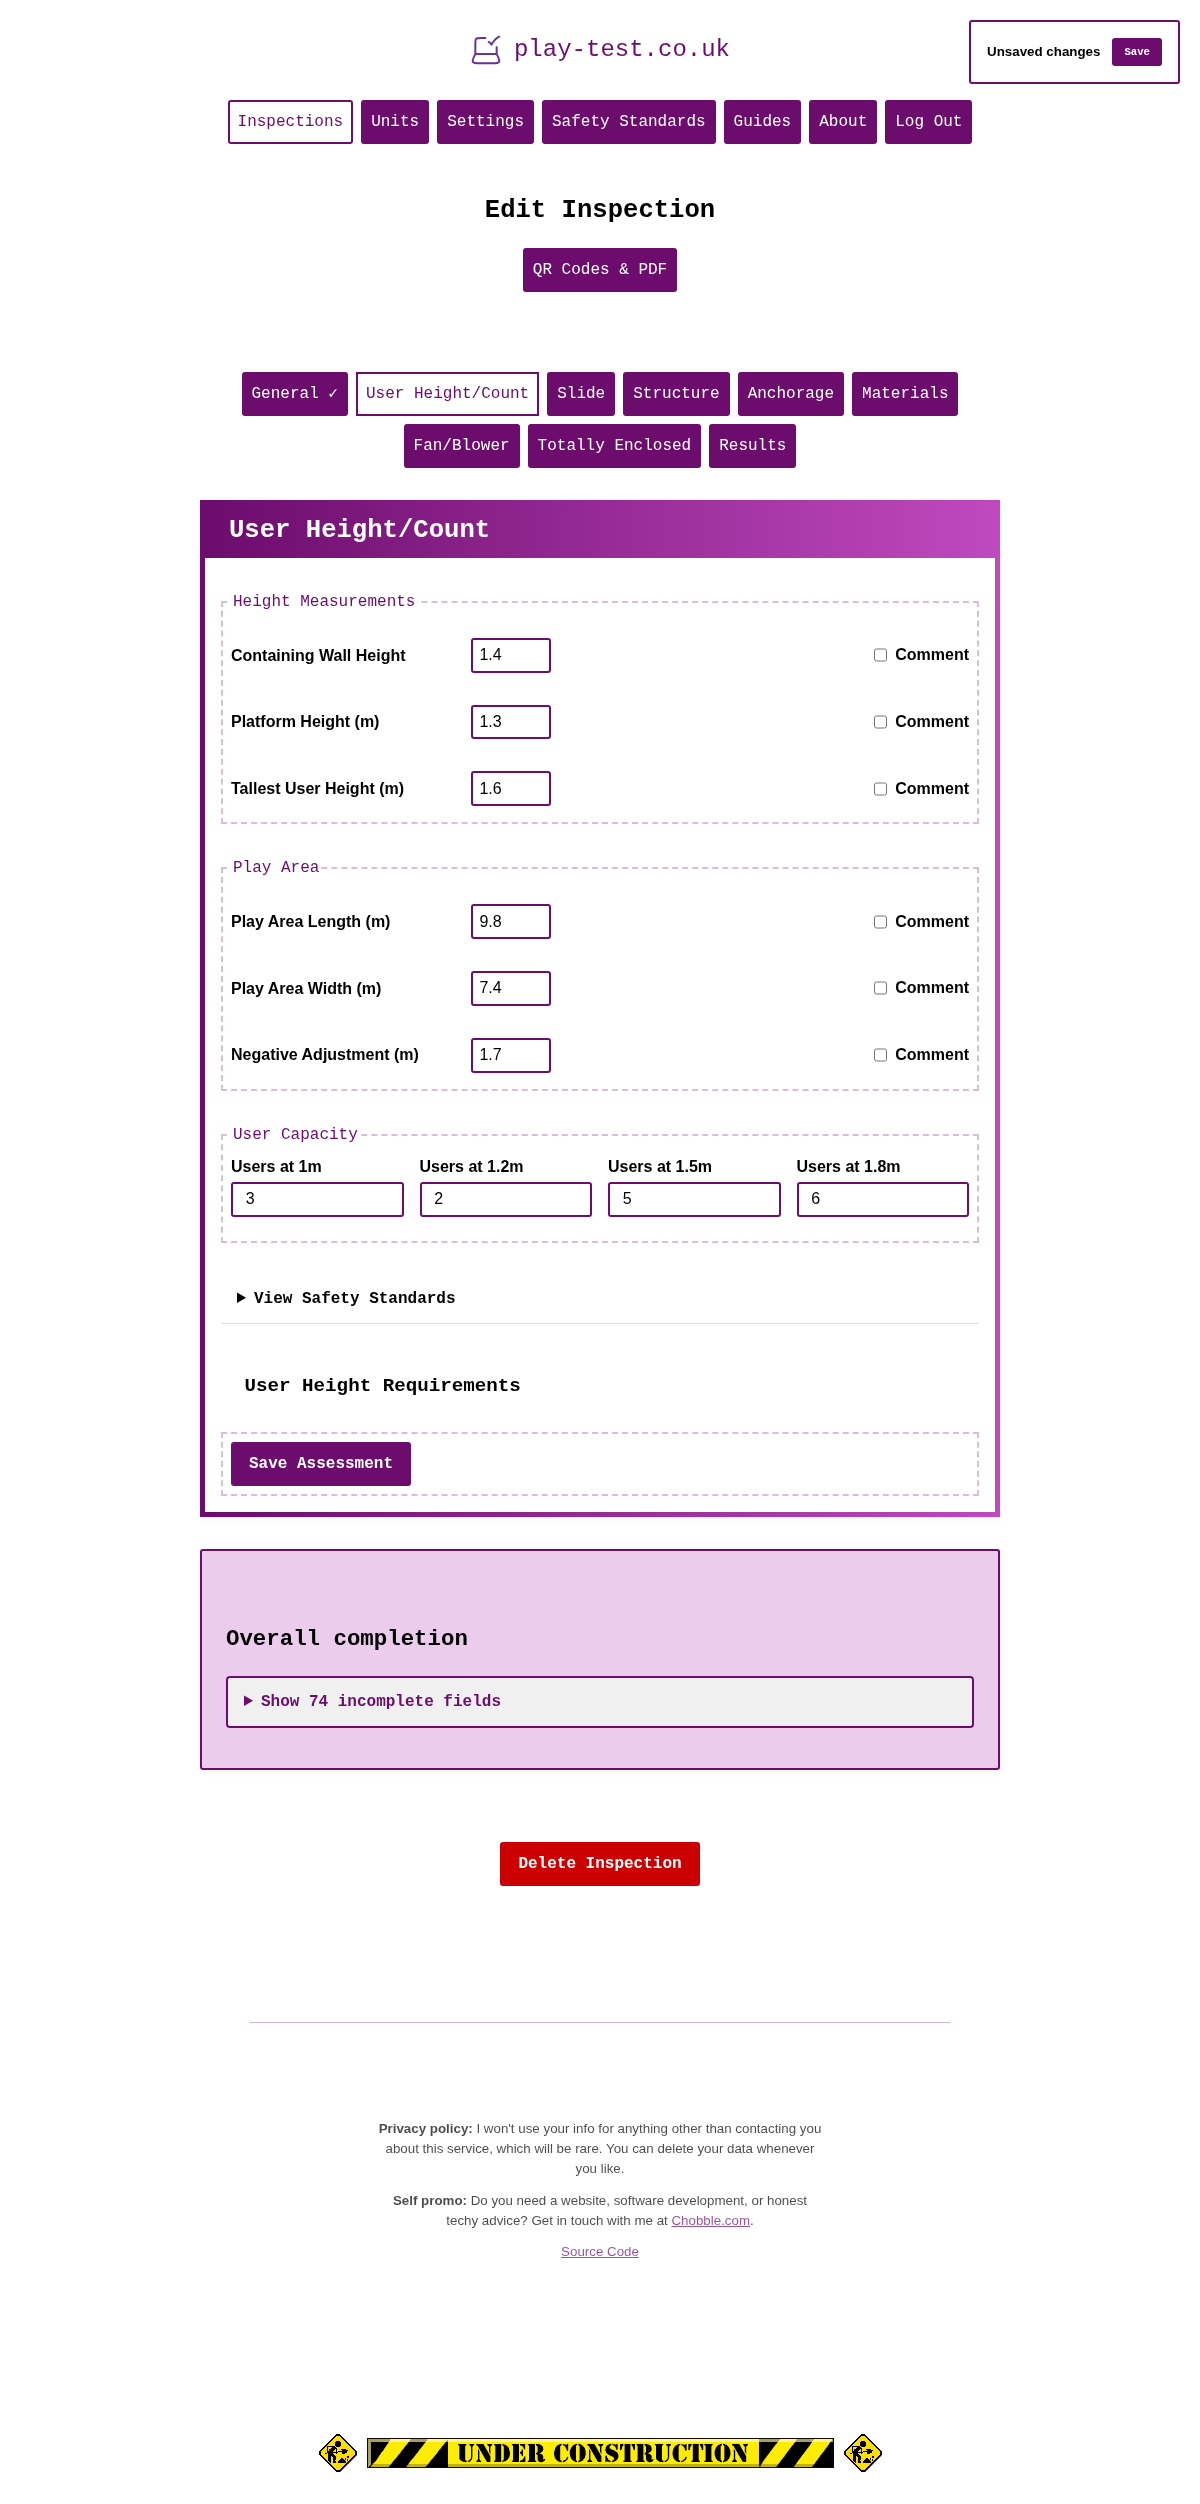 play-test.co.uk
Unsaved changes Save
Inspections Units Settings Safety Standards Guides About Log Out
Edit Inspection
QR Codes & PDF
General ✓ User Height/Count Slide Structure Anchorage Materials
Fan/Blower Totally Enclosed Results
User Height/Count
Height Measurements
Containing Wall Height 1.4 Comment
Platform Height (m) 1.3 Comment
Tallest User Height (m) 1.6 Comment
Play Area
Play Area Length (m) 9.8 Comment
Play Area Width (m) 7.4 Comment
Negative Adjustment (m) 1.7 Comment
User Capacity
Users at 1m Users at 1.2m Users at 1.5m Users at 1.8m
3 2 5 6
View Safety Standards
User Height Requirements
Save Assessment
Overall completion
Show 74 incomplete fields
Delete Inspection
Privacy policy: I won't use your info for anything other than contacting you
about this service, which will be rare. You can delete your data whenever
you like.
Self promo: Do you need a website, software development, or honest
techy advice? Get in touch with me at Chobble.com.
Source Code
UNDER CONSTRUCTION